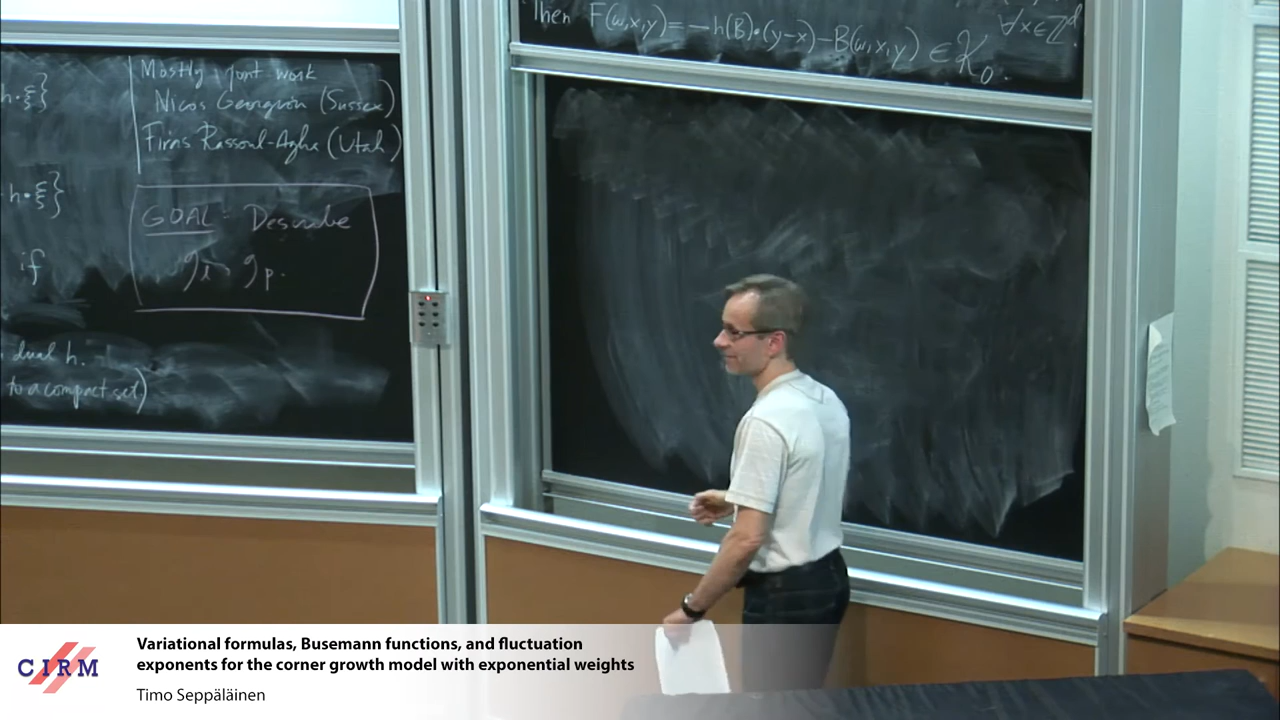 Then F(ω,x,y)=-h(B)•(y-x)-B(ω,x,y) ∈ K₀. ∀x∈ℤᵈ.
Mostly joint work
Nicos Georgiou (Sussex)
h•ξ}
Firas Rassoul-Agha (Utah)
h•ξ}
GOAL: Describe
if
g_p.
dual h.
to a compact set)
CIRM
Variational formulas, Busemann functions, and fluctuation
exponents for the corner growth model with exponential weights
Timo Seppäläinen